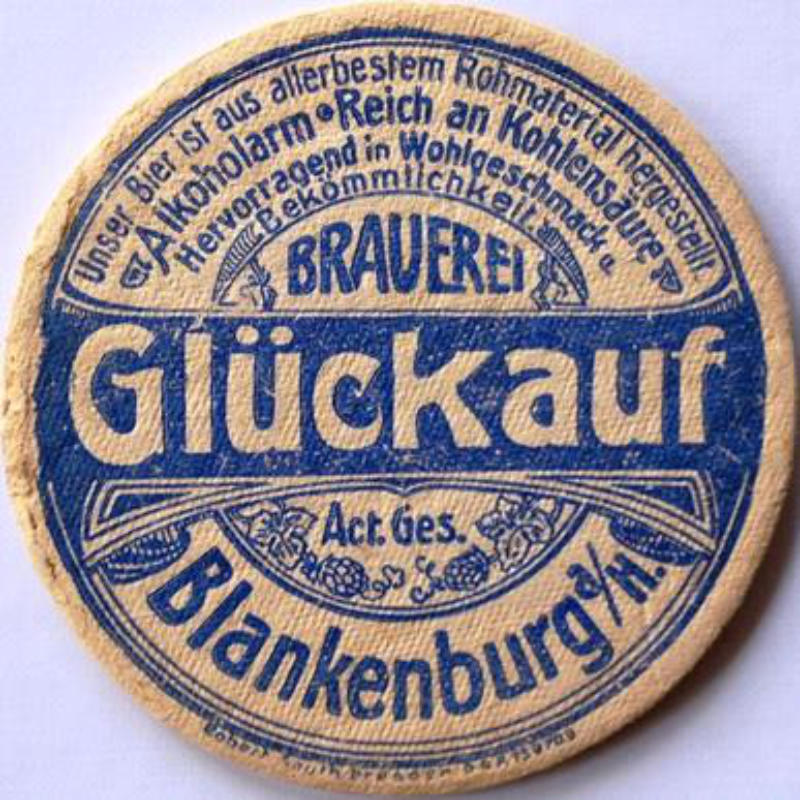 Unser Bier ist aus allerbestem Rohmaterial hergestellt.
Alkoholarm • Reich an Kohlensäure
Hervorragend in Wohlgeschmack u.
Bekömmlichkeit
BRAUEREI
Glückauf
Act. Ges.
Blankenburg a/H.
Dresden